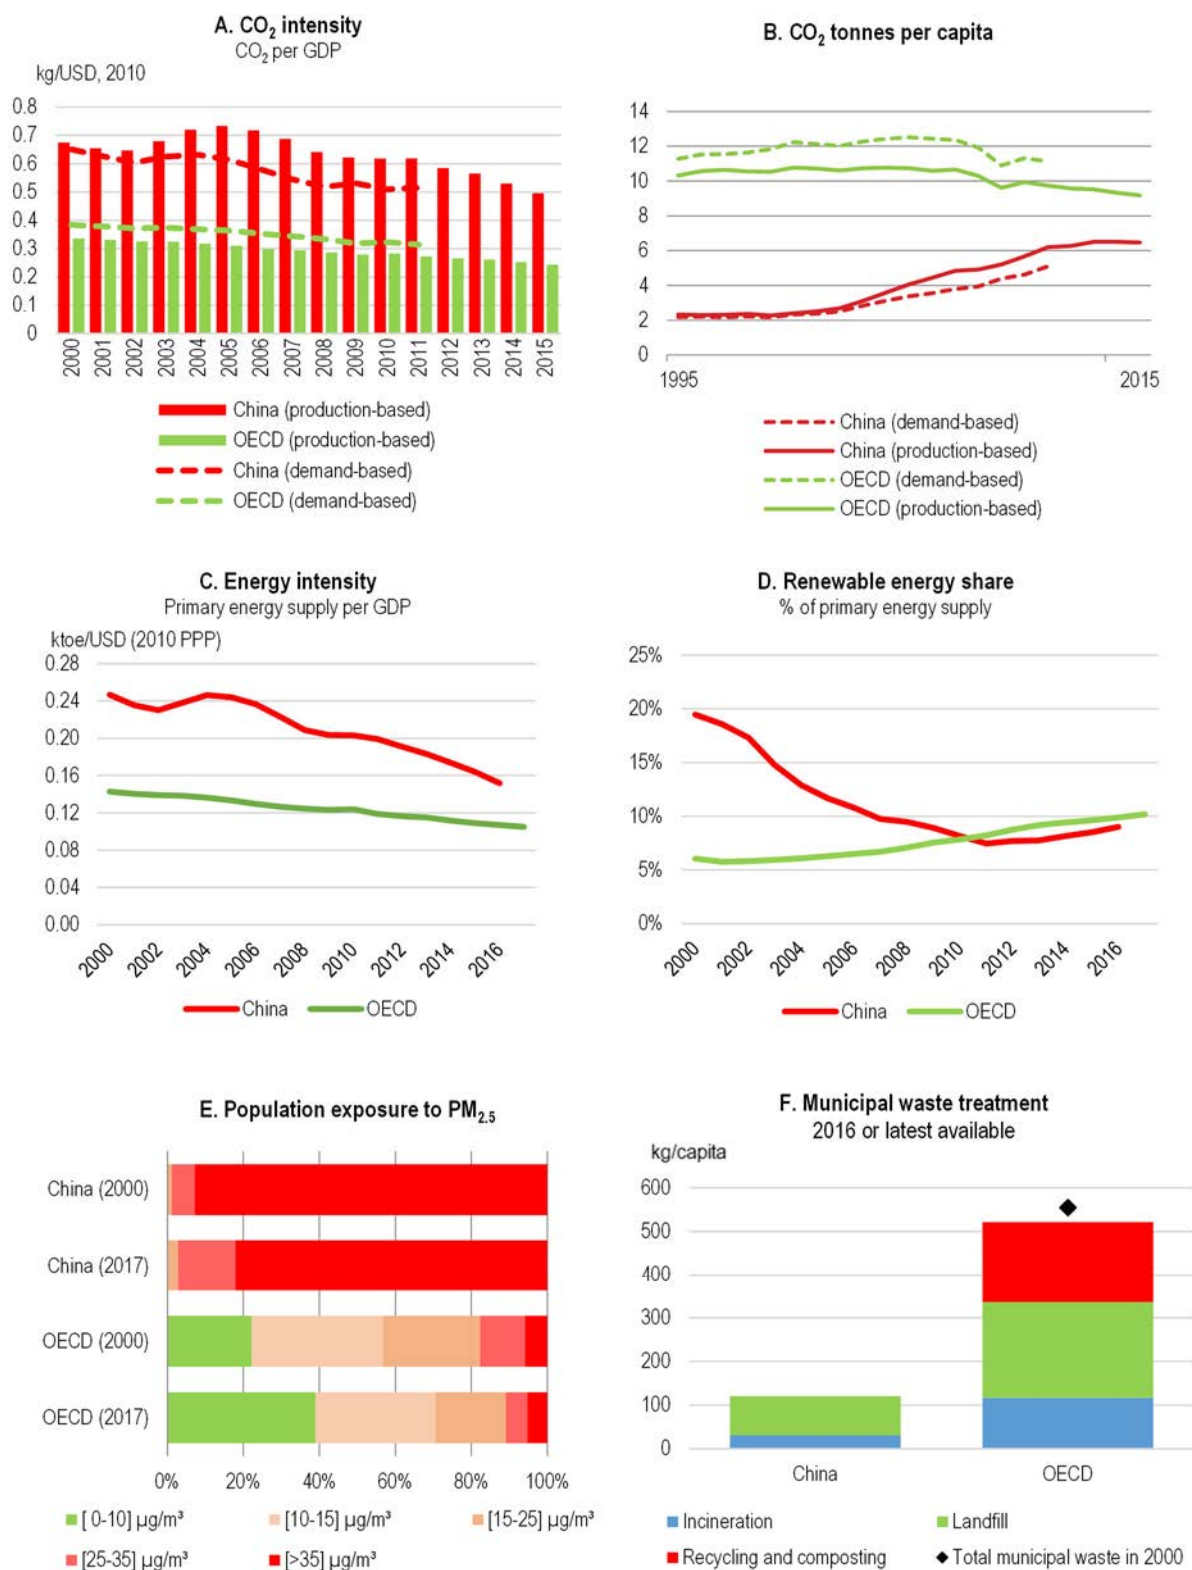 A. CO₂ intensity
CO₂ per GDP
kg/USD, 2010
0.8
0.7
0.6
0.5
0.4
0.3
0.2
0.1
0
2000 2001 2002 2003 2004 2005 2006 2007 2008 2009 2010 2011 2012 2013 2014 2015
China (production-based)
OECD (production-based)
China (demand-based)
OECD (demand-based)
B. CO₂ tonnes per capita
14
12
10
8
6
4
2
0
1995 2015
China (demand-based)
China (production-based)
OECD (demand-based)
OECD (production-based)
C. Energy intensity
Primary energy supply per GDP
ktoe/USD (2010 PPP)
0.28
0.24
0.20
0.16
0.12
0.08
0.04
0.00
2000 2002 2004 2006 2008 2010 2012 2014 2016
China OECD
D. Renewable energy share
% of primary energy supply
25%
20%
15%
10%
5%
0%
2000 2002 2004 2006 2008 2010 2012 2014 2016
China OECD
E. Population exposure to PM₂.₅
China (2000)
China (2017)
OECD (2000)
OECD (2017)
0% 20% 40% 60% 80% 100%
[ 0-10] µg/m³ [10-15] µg/m³ [15-25] µg/m³
[25-35] µg/m³ [>35] µg/m³
F. Municipal waste treatment
2016 or latest available
kg/capita
600
500
400
300
200
100
0
China OECD
Incineration Landfill
Recycling and composting Total municipal waste in 2000